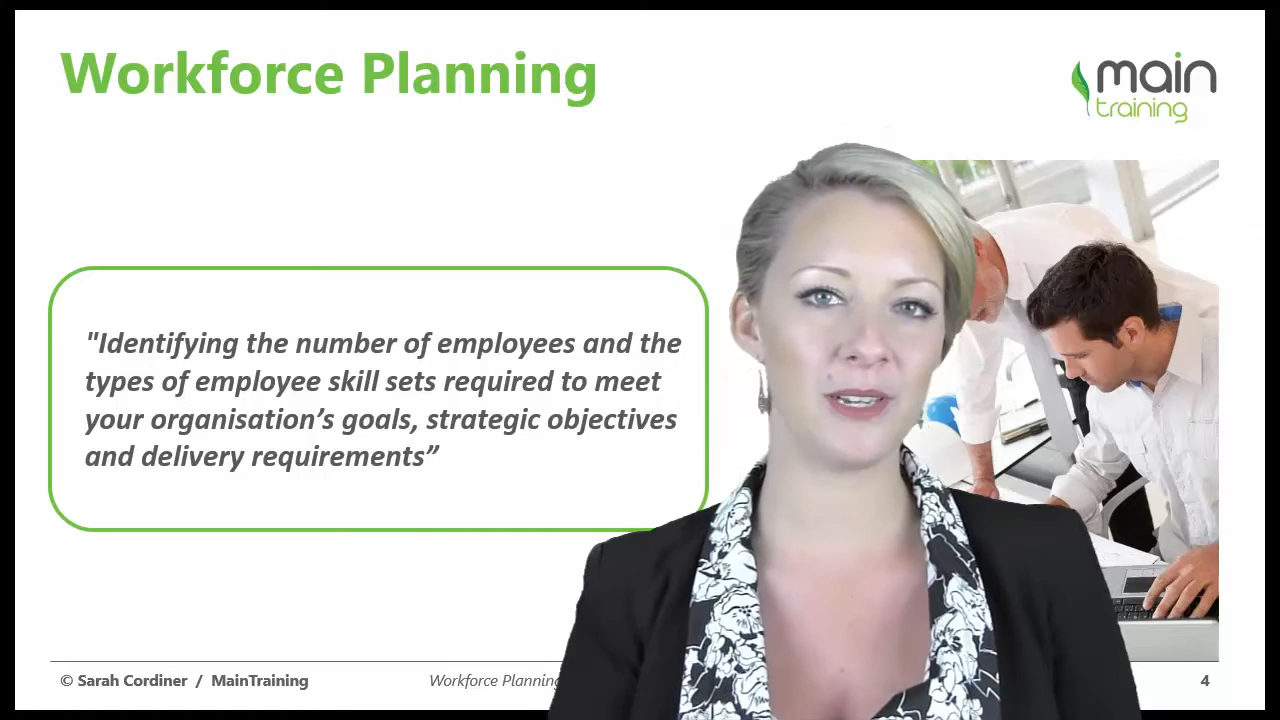 Workforce Planning
main
training
"Identifying the number of employees and the
types of employee skill sets required to meet
your organisation’s goals, strategic objectives
and delivery requirements”
© Sarah Cordiner / MainTraining
Workforce Planning
4